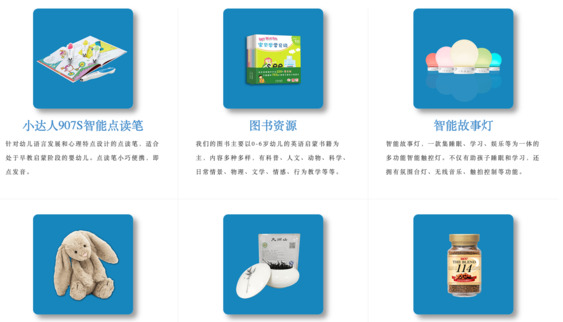 小达人907S智能点读笔
针对幼儿语言发展和心理特点设计的点读笔，适合
处于早教启蒙阶段的婴幼儿。点读笔小巧便携，即
点发音。
图书资源
我们的图书主要以0-6岁幼儿的英语启蒙书籍为
主，内容多种多样，有科普、人文、动物、科学、
日常情景、物理、文学、情感、行为教学等等。
智能故事灯
智能故事灯，一款集睡眠、学习、娱乐等为一体的
多功能智能触控灯。不仅有助孩子睡眠和学习，还
拥有氛围台灯、无线音乐、触拍控制等功能。
THE BLEND
114